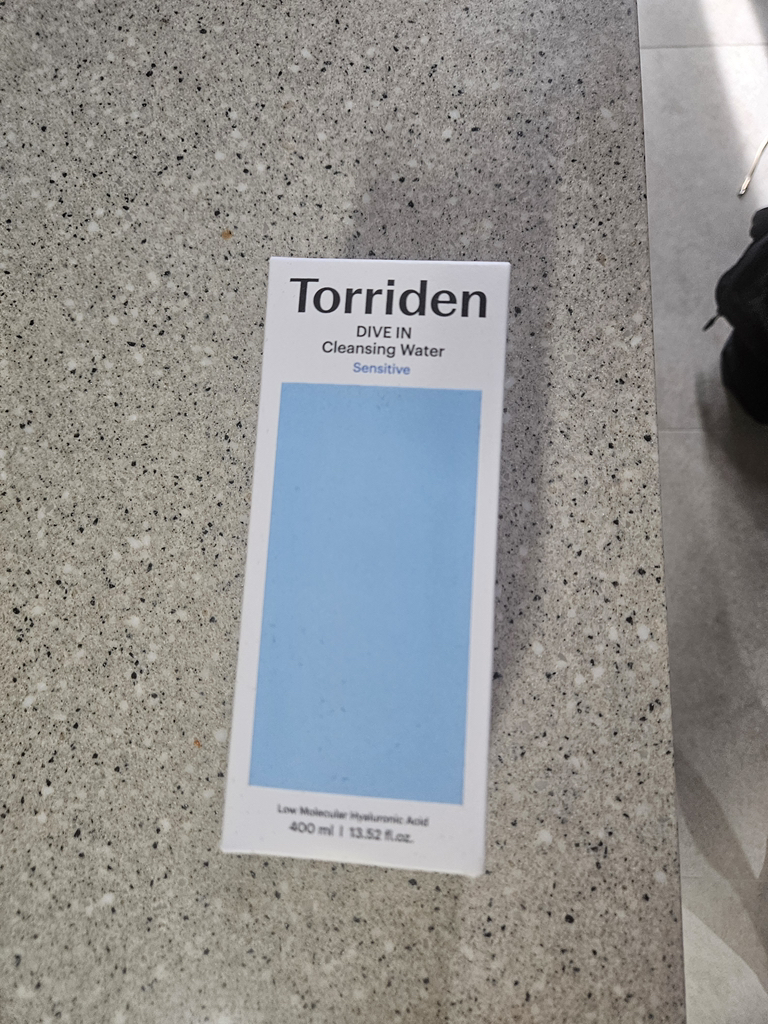 Torriden
DIVE IN
Cleansing Water
Sensitive
Low Molecular Hyaluronic Acid
400 ml | 13.52 fl.oz.